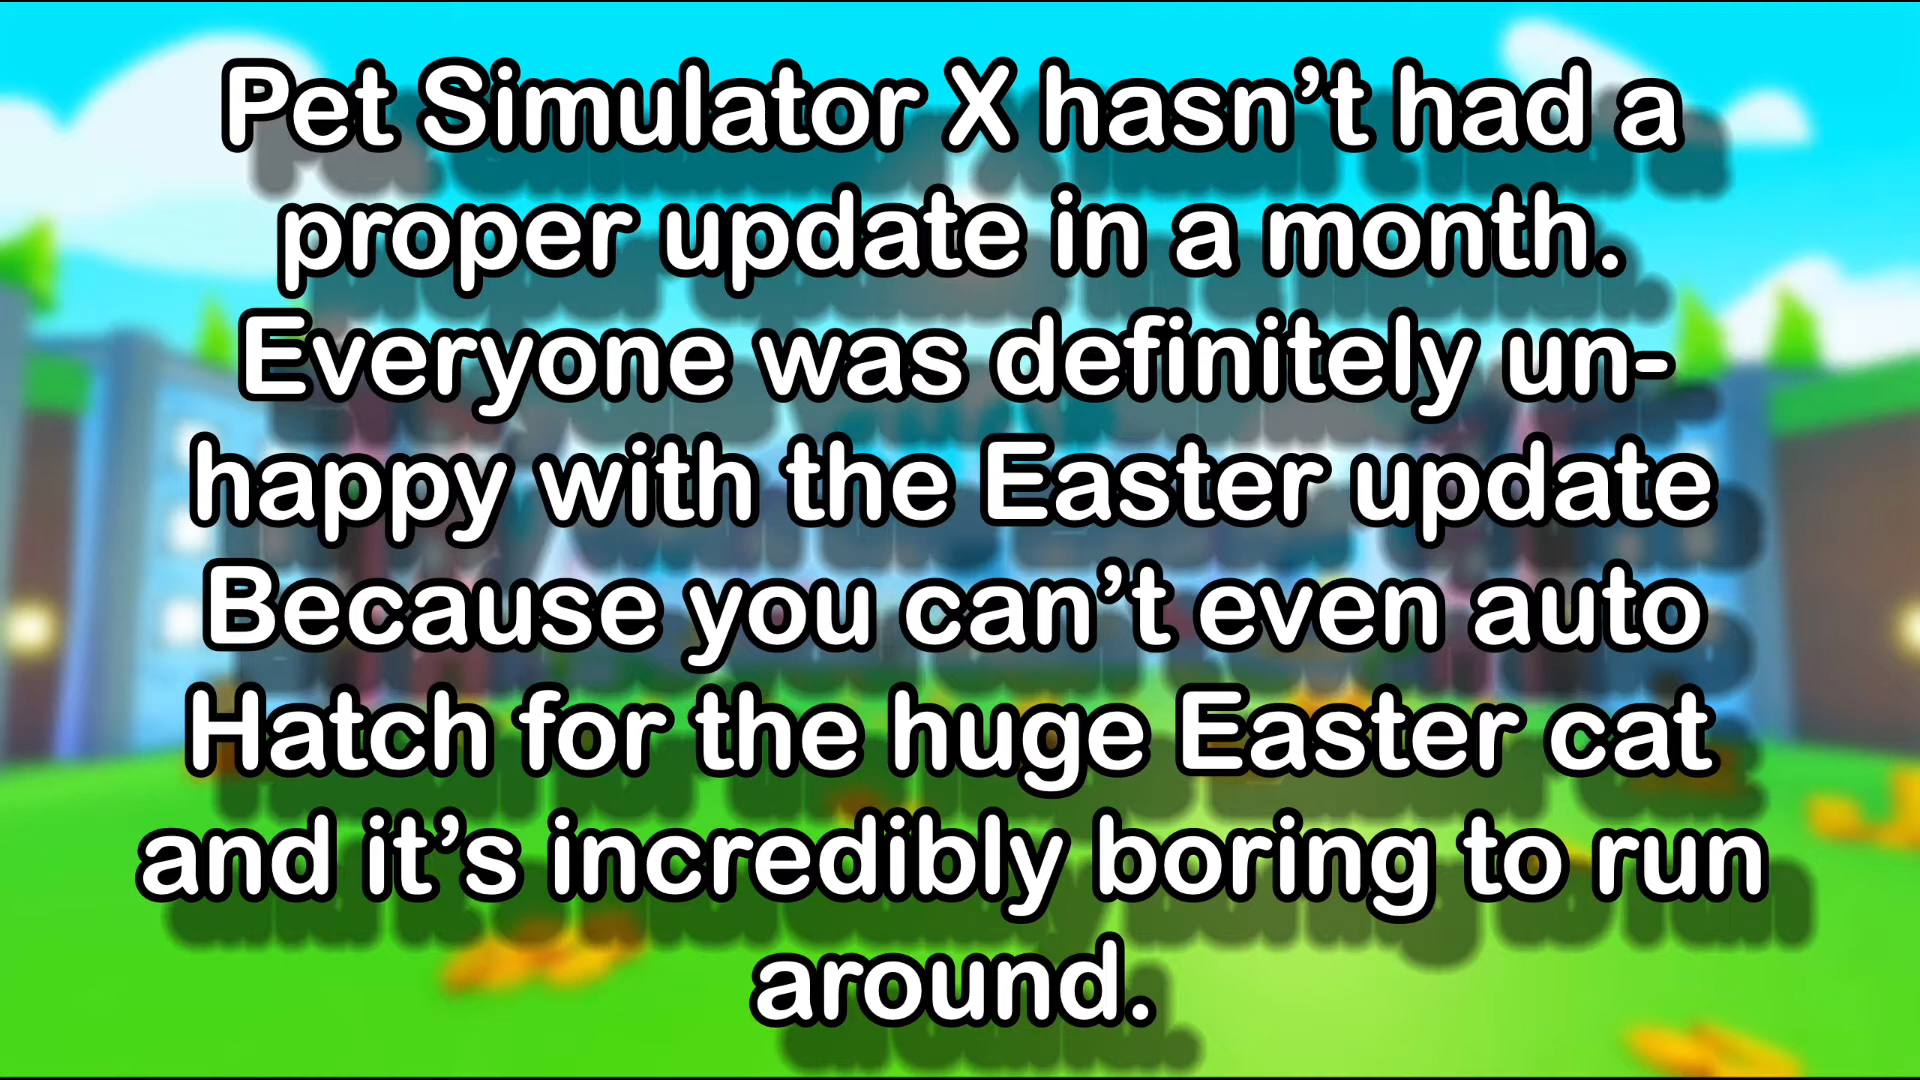 Pet Simulator X hasn’t had a
proper update in a month.
Everyone was definitely un-
happy with the Easter update
Because you can’t even auto
Hatch for the huge Easter cat
and it’s incredibly boring to run
around.